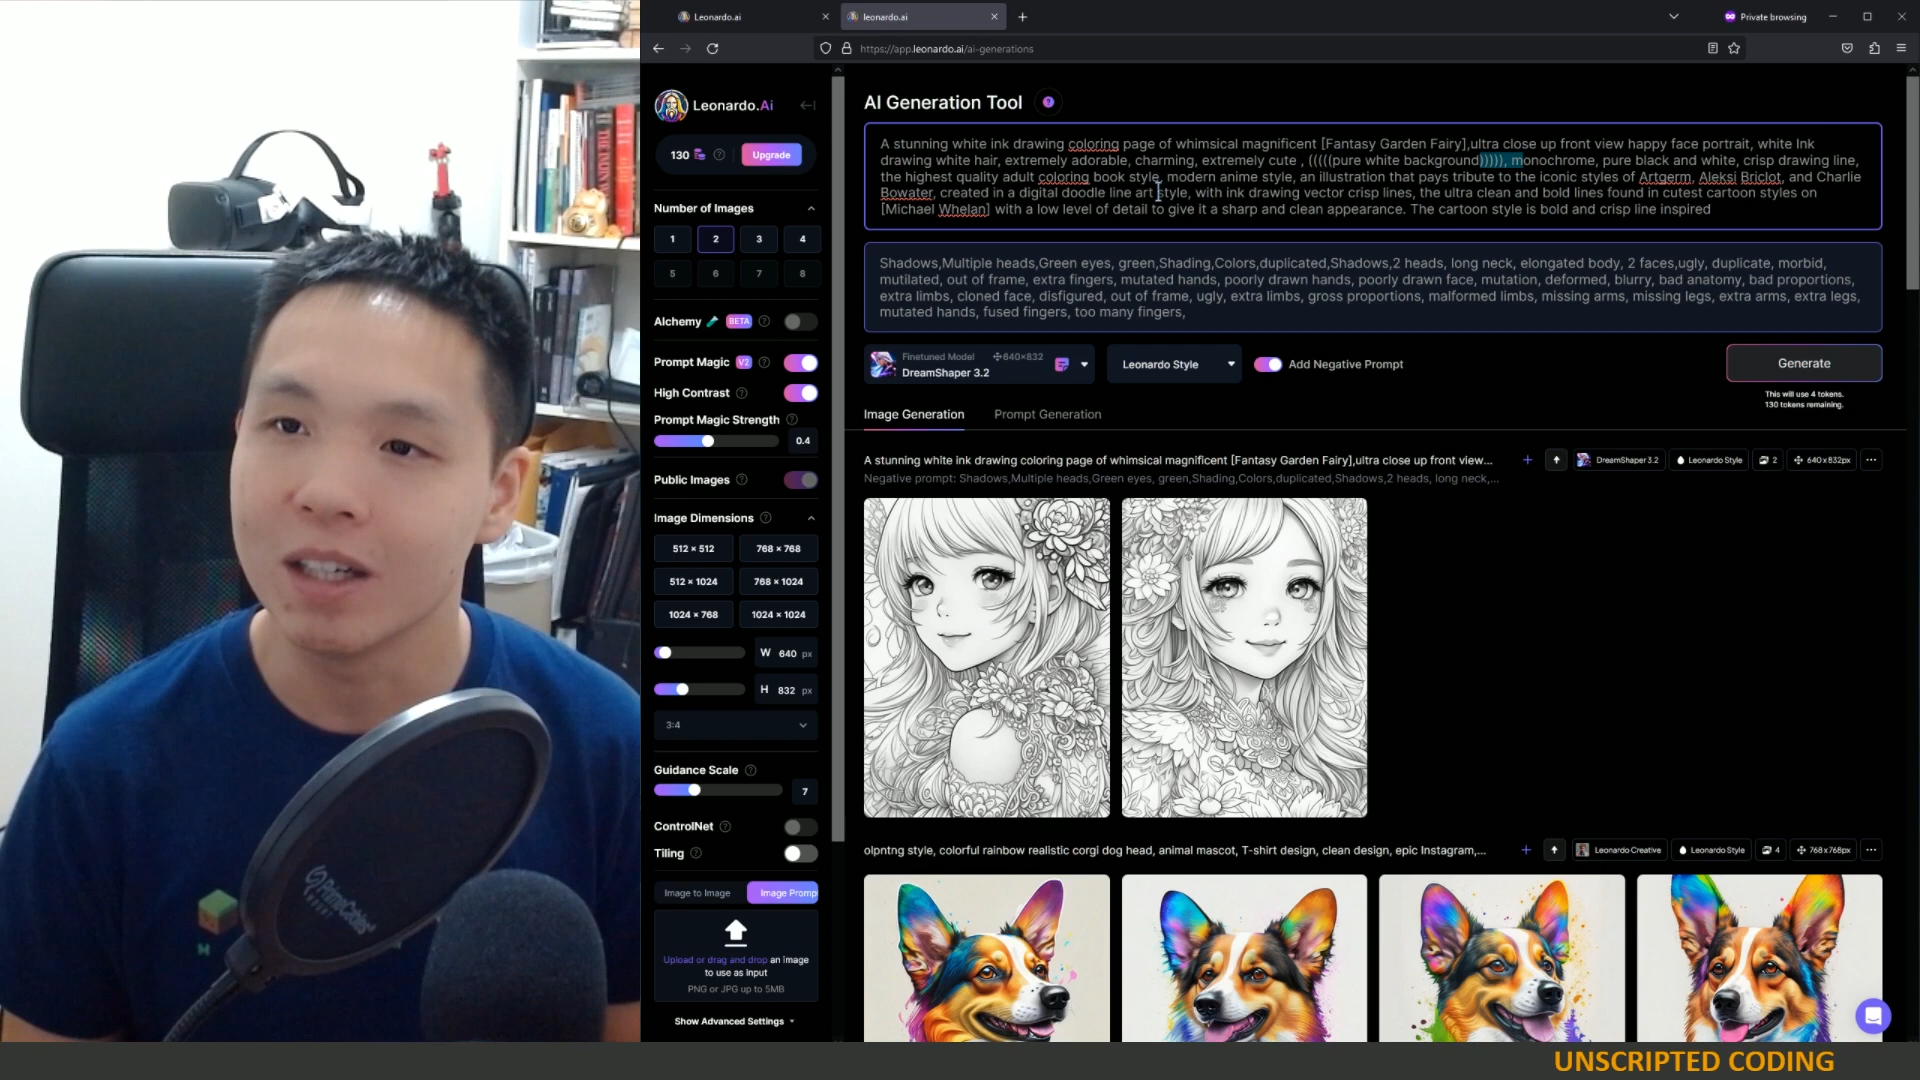 Leonardo.ai
leonardo.ai
Private browsing
https://app.leonardo.ai/ai-generations
Leonardo.Ai
130
Upgrade
Number of Images
1 2 3 4
5 6 7 8
Alchemy BETA
Prompt Magic V2
High Contrast
Prompt Magic Strength
0.4
Public Images
Image Dimensions
512 × 512 768 × 768
512 × 1024 768 × 1024
1024 × 768 1024 × 1024
W 640 px
H 832 px
3:4
Guidance Scale
7
ControlNet
Tiling
Image to Image Image Promp
Upload or drag and drop an image
to use as input
PNG or JPG up to 5MB
Show Advanced Settings
AI Generation Tool
A stunning white ink drawing coloring page of whimsical magnificent [Fantasy Garden Fairy],ultra close up front view happy face portrait, white Ink
drawing white hair, extremely adorable, charming, extremely cute , (((((pure white background))))), monochrome, pure black and white, crisp drawing line,
the highest quality adult coloring book style, modern anime style, an illustration that pays tribute to the iconic styles of Artgerm, Aleksi Briclot, and Charlie
Bowater, created in a digital doodle line art style, with ink drawing vector crisp lines, the ultra clean and bold lines found in cutest cartoon styles on
[Michael Whelan] with a low level of detail to give it a sharp and clean appearance. The cartoon style is bold and crisp line inspired
Shadows,Multiple heads,Green eyes, green,Shading,Colors,duplicated,Shadows,2 heads, long neck, elongated body, 2 faces,ugly, duplicate, morbid,
mutilated, out of frame, extra fingers, mutated hands, poorly drawn hands, poorly drawn face, mutation, deformed, blurry, bad anatomy, bad proportions,
extra limbs, cloned face, disfigured, out of frame, ugly, extra limbs, gross proportions, malformed limbs, missing arms, missing legs, extra arms, extra legs,
mutated hands, fused fingers, too many fingers,
Finetuned Model 640×832
DreamShaper 3.2
Leonardo Style
Add Negative Prompt
Generate
This will use 4 tokens.
130 tokens remaining.
Image Generation Prompt Generation
A stunning white ink drawing coloring page of whimsical magnificent [Fantasy Garden Fairy],ultra close up front view...
DreamShaper 3.2 Leonardo Style 2 640 x 832px
Negative prompt: Shadows,Multiple heads,Green eyes, green,Shading,Colors,duplicated,Shadows,2 heads, long neck,...
olpntng style, colorful rainbow realistic corgi dog head, animal mascot, T-shirt design, clean design, epic Instagram,...
Leonardo Creative Leonardo Style 4 768 x 768px
UNSCRIPTED CODING